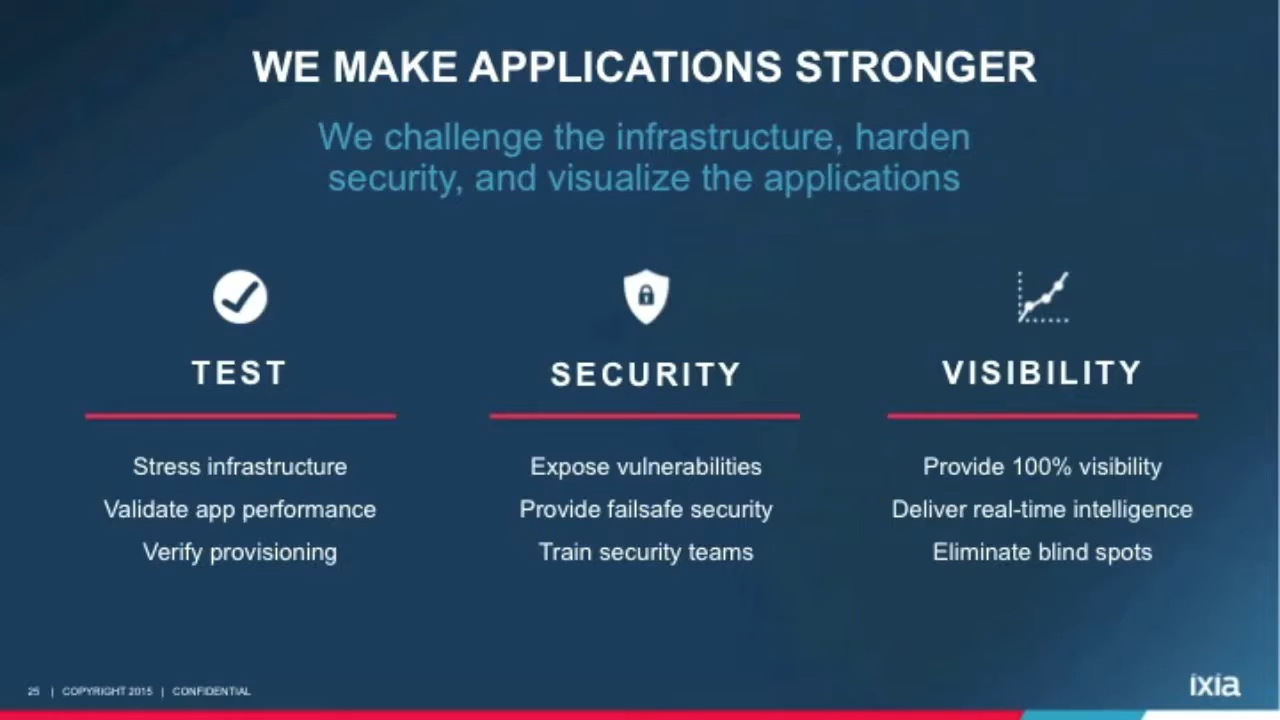 WE MAKE APPLICATIONS STRONGER
We challenge the infrastructure, harden
security, and visualize the applications
TEST
Stress infrastructure
Validate app performance
Verify provisioning
SECURITY
Expose vulnerabilities
Provide failsafe security
Train security teams
VISIBILITY
Provide 100% visibility
Deliver real-time intelligence
Eliminate blind spots
25 | COPYRIGHT 2015 | CONFIDENTIAL
ixia